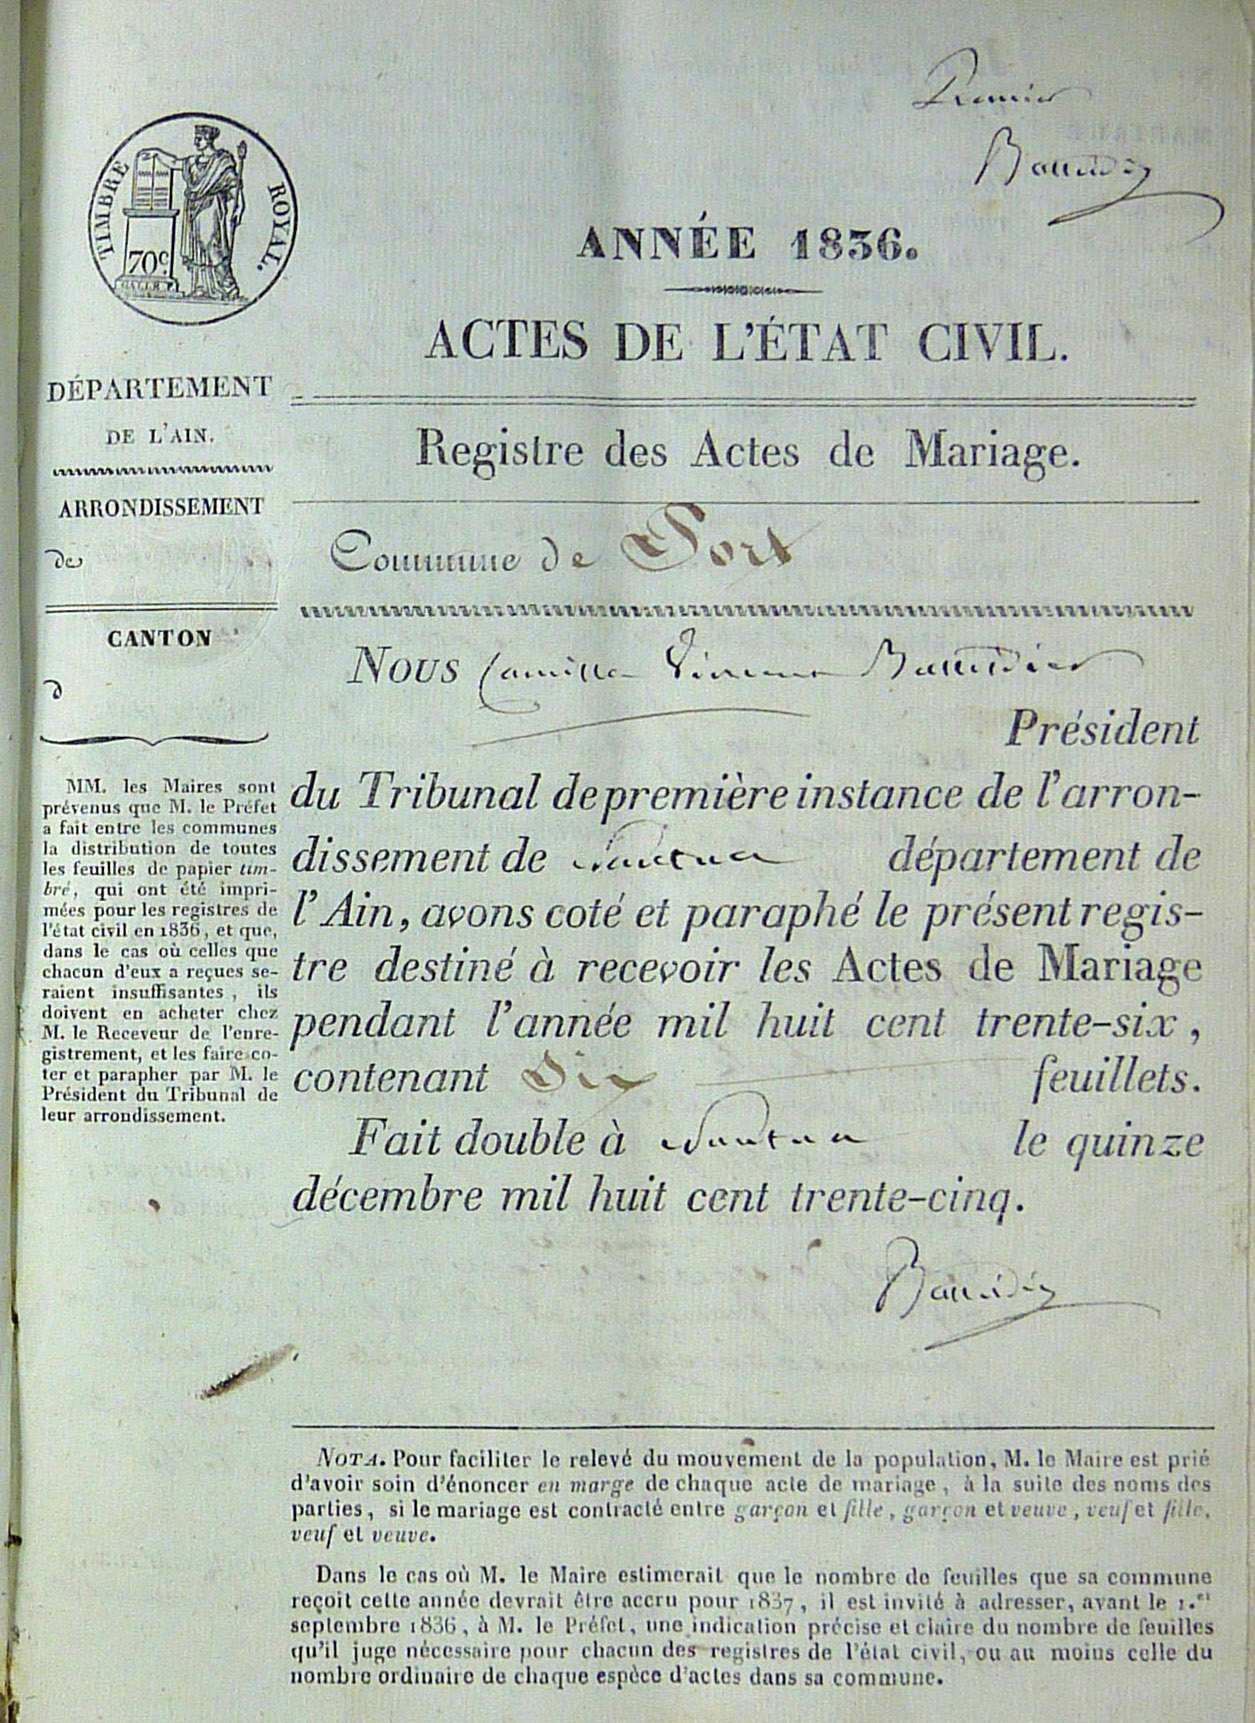 Premier
TIMBRE ROYAL.
70c.
ANNÉE 1836.
ACTES DE L'ÉTAT CIVIL.
Registre des Actes de Mariage.
Commune de Port
DÉPARTEMENT
DE L'AIN.
ARRONDISSEMENT
de
CANTON
d
MM. les Maires sont
prévenus que M. le Préfet
a fait entre les communes
la distribution de toutes
les feuilles de papier tim-
bré, qui ont été impri-
mées pour les registres de
l'état civil en 1836, et que,
dans le cas où celles que
chacun d'eux a reçues se-
raient insuffisantes, ils
doivent en acheter chez
M. le Receveur de l'enre-
gistrement, et les faire co-
ter et parapher par M. le
Président du Tribunal de
leur arrondissement.
Nous Camille
Président
du Tribunal de première instance de l'arron-
dissement de Nantua département de
l'Ain, avons coté et paraphé le présent regis-
tre destiné à recevoir les Actes de Mariage
pendant l'année mil huit cent trente-six,
contenant feuillets.
Fait double à Nantua le quinze
décembre mil huit cent trente-cinq.
NOTA. Pour faciliter le relevé du mouvement de la population, M. le Maire est prié
d'avoir soin d'énoncer en marge de chaque acte de mariage, à la suite des noms des
parties, si le mariage est contracté entre garçon et fille, garçon et veuve, veuf et fille,
veuf et veuve.
Dans le cas où M. le Maire estimerait que le nombre de feuilles que sa commune
reçoit cette année devrait être accru pour 1837, il est invité à adresser, avant le 1.er
septembre 1836, à M. le Préfet, une indication précise et claire du nombre de feuilles
qu'il juge nécessaire pour chacun des registres de l'état civil, ou au moins celle du
nombre ordinaire de chaque espèce d'actes dans sa commune.